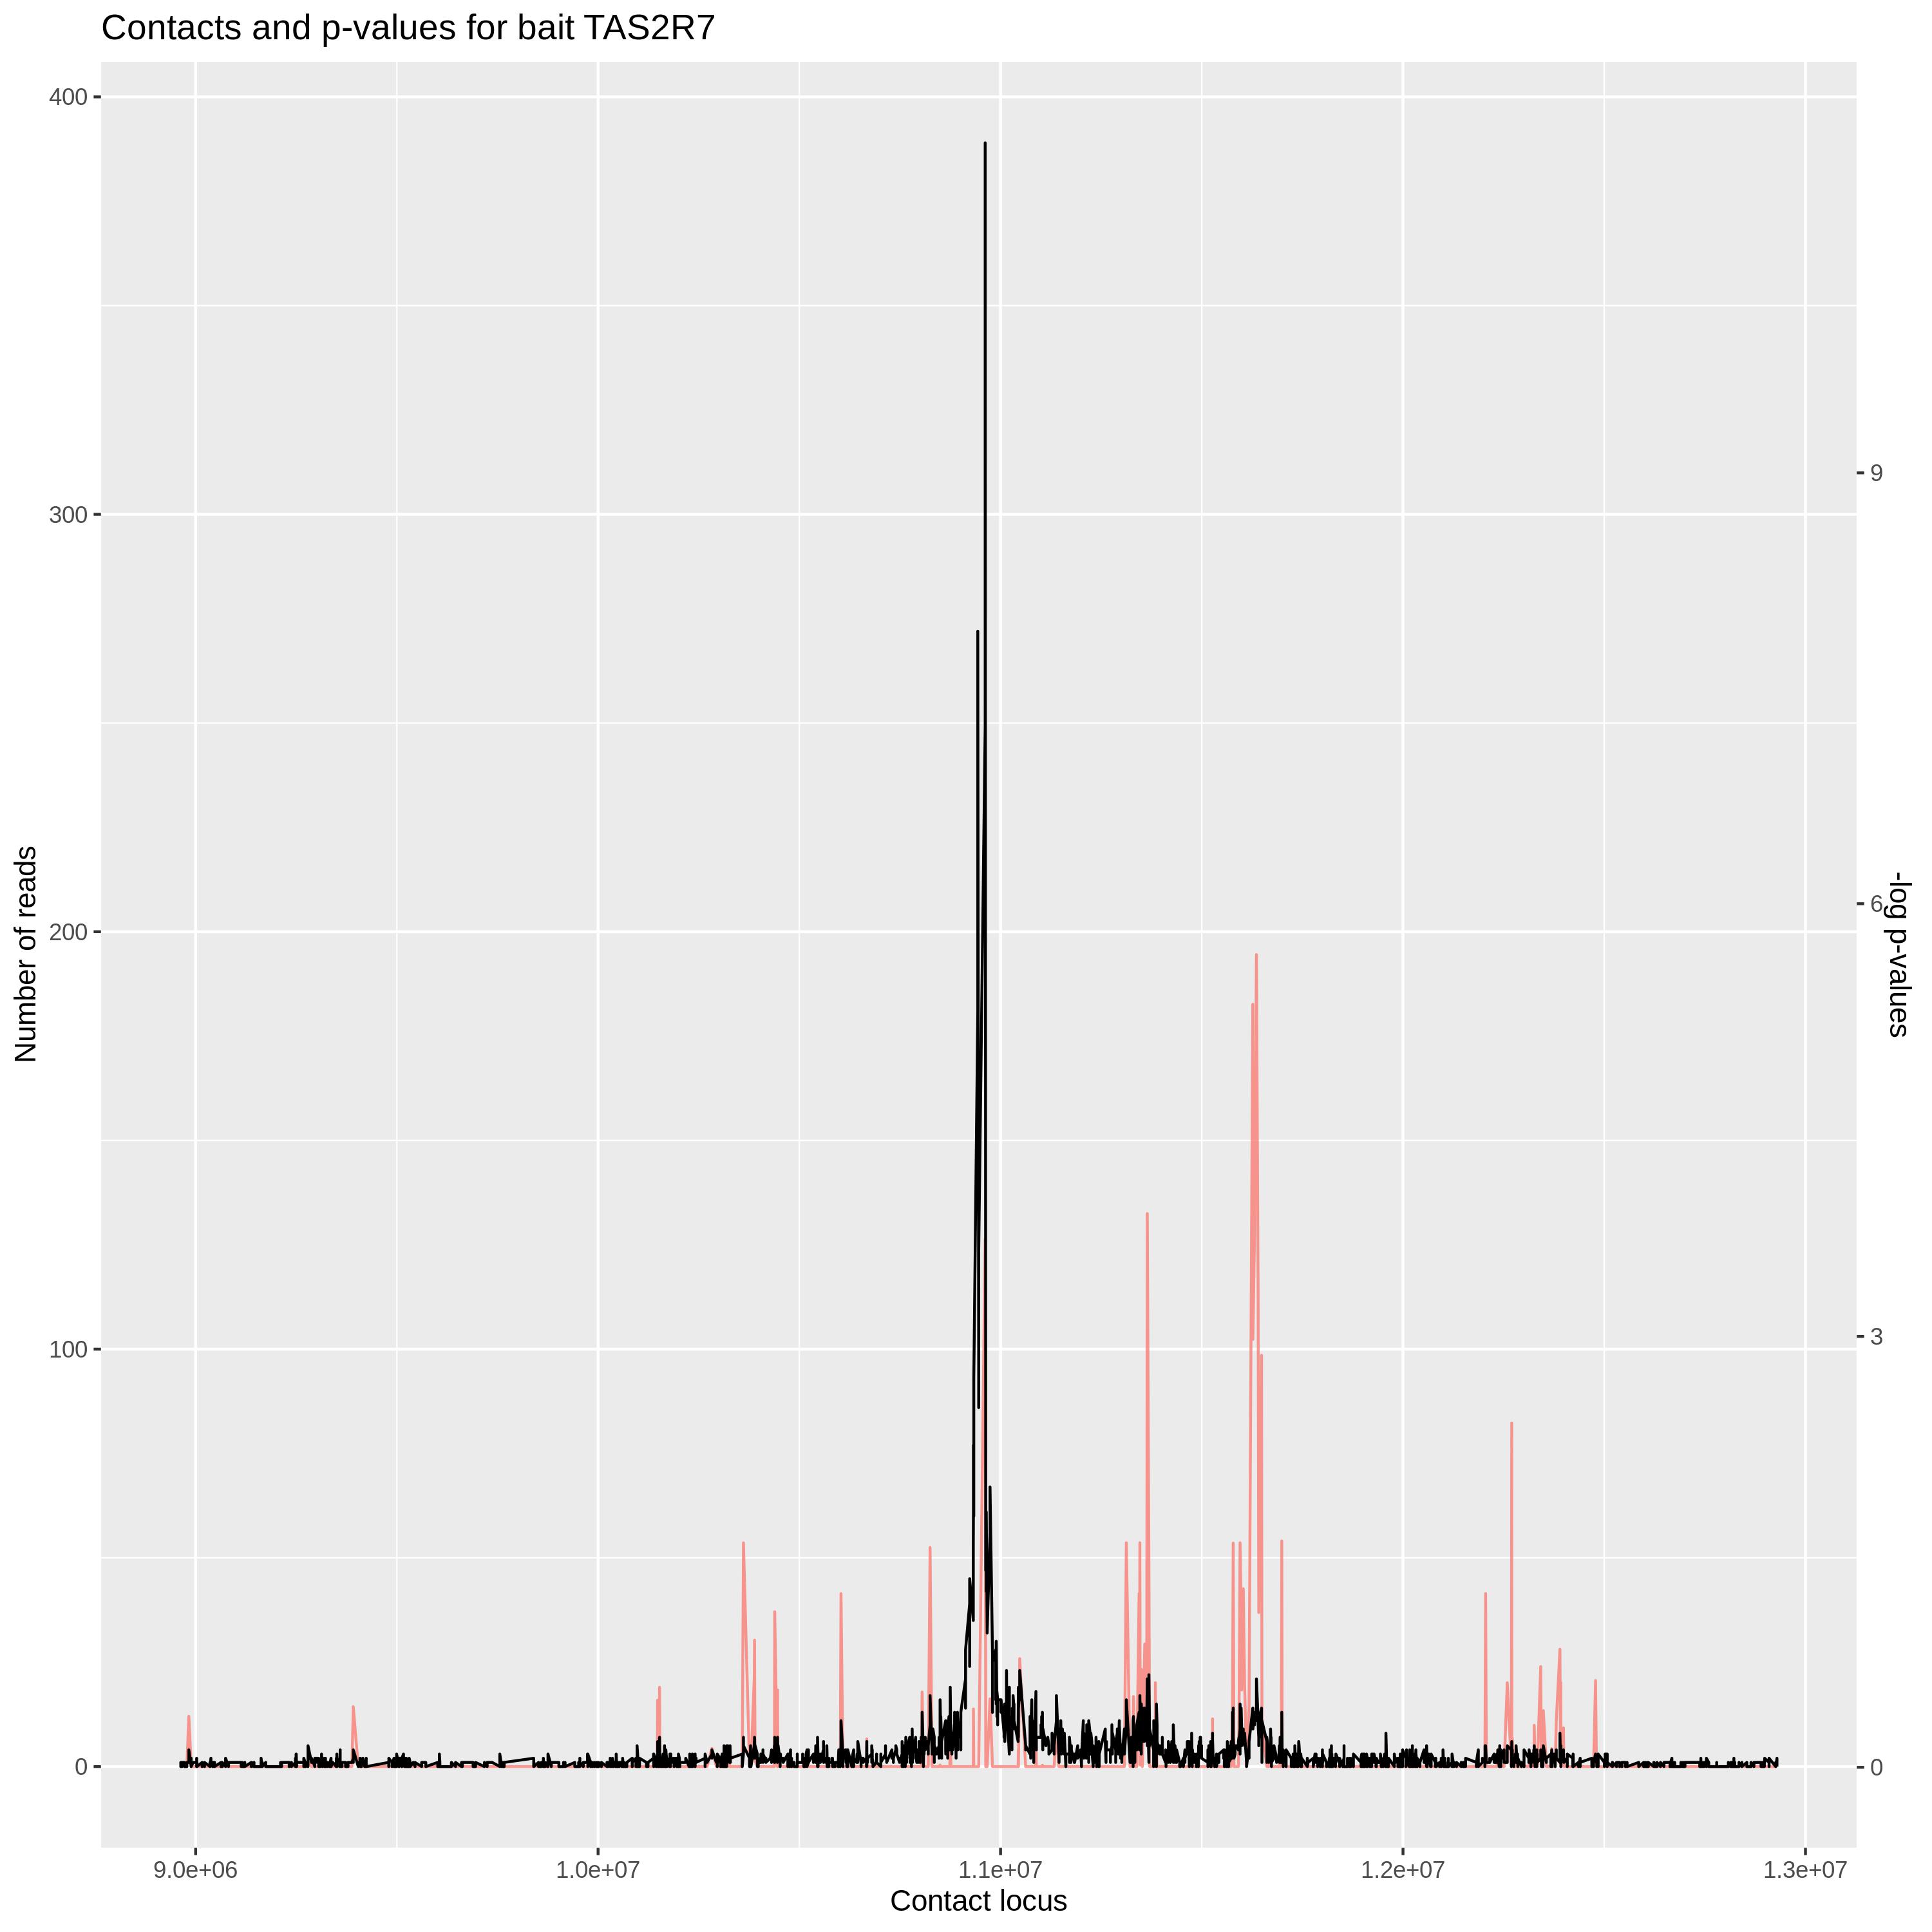 Contacts and p-values for bait TAS2R7
400
300
200
100
0
Number of reads
9
6
3
0
-log p-values
9.0e+06
1.0e+07
1.1e+07
1.2e+07
1.3e+07
Contact locus